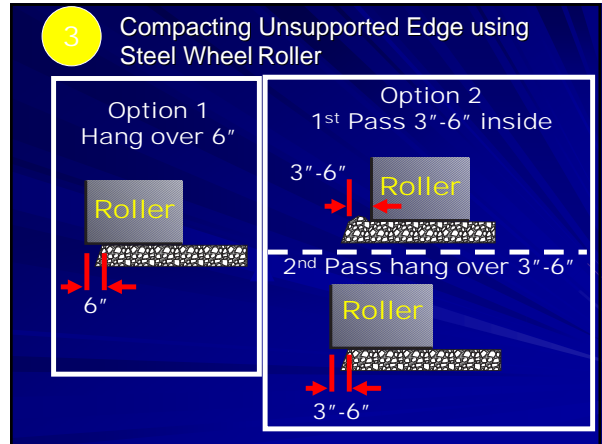 3
Compacting Unsupported Edge using
Steel Wheel Roller
Option 1
Hang over 6"
Roller
6"
Option 2
1st Pass 3"-6" inside
3"-6"
Roller
2nd Pass hang over 3"-6"
Roller
3"-6"